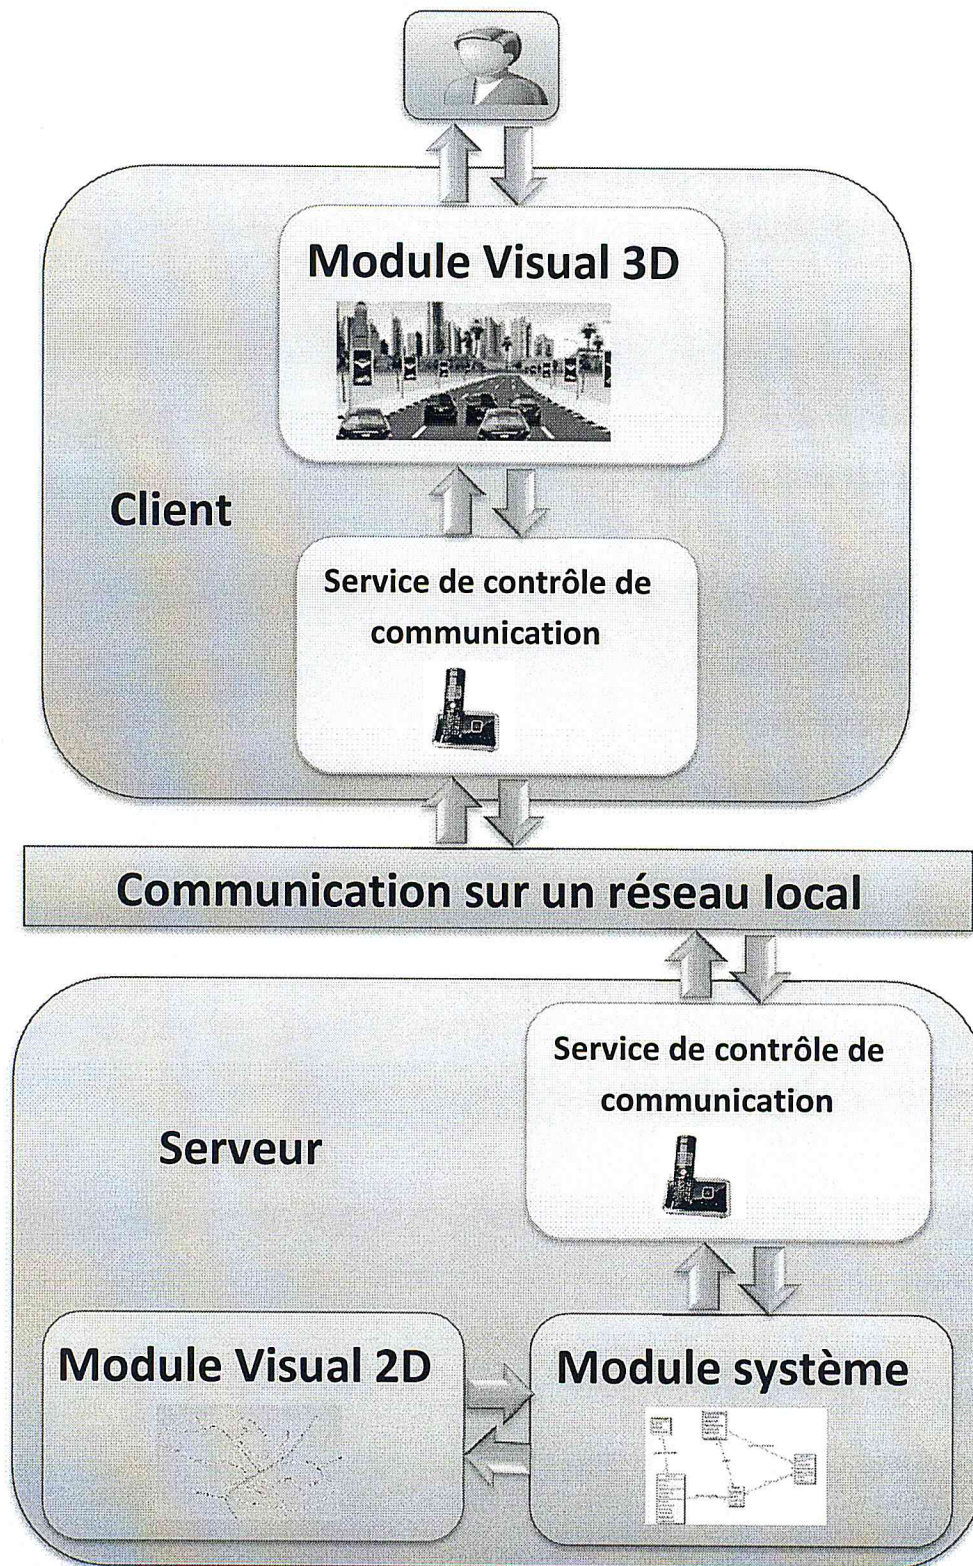 Module Visual 3D
Client
Service de contrôle de
communication
Communication sur un réseau local
Service de contrôle de
communication
Serveur
Module Visual 2D
Module système